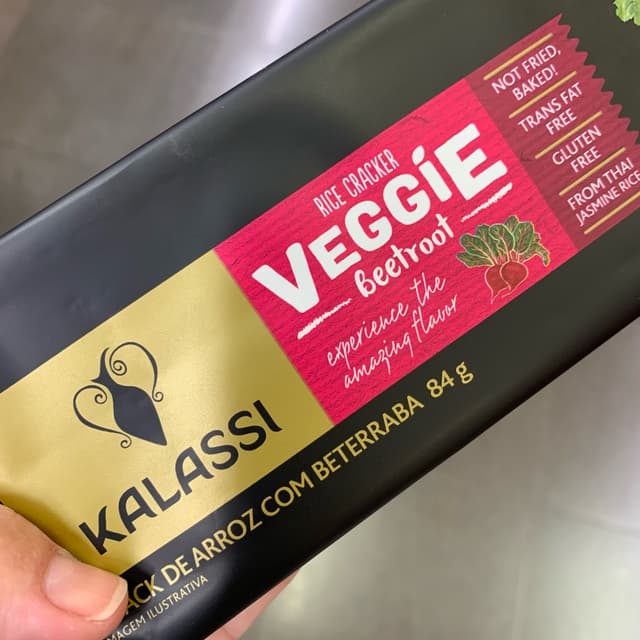 RICE CRACKER
VEGGÍE
Beetroot
experience the
amazing flavor
NOT FRIED,
BAKED!
TRANS FAT
FREE
GLUTEN
FREE
FROM THAI
JASMINE RICE
KALASSI
ACK DE ARROZ COM BETERRABA 84 g
MAGEM ILUSTRATIVA